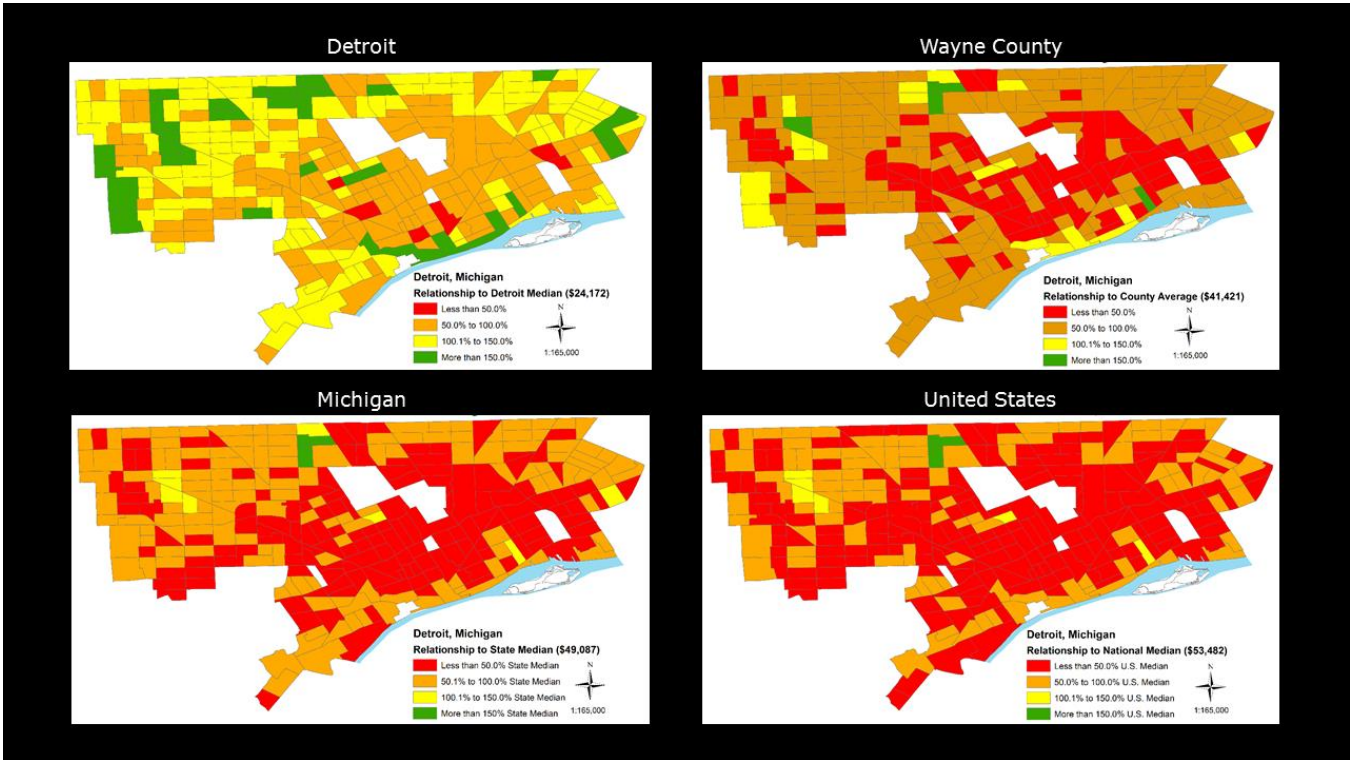 Detroit
Detroit, Michigan
Relationship to Detroit Median ($24,172)
Less than 50.0%
50.0% to 100.0%
100.1% to 150.0%
More than 150.0%
N
1:165,000
Wayne County
Detroit, Michigan
Relationship to County Average ($41,421)
Less than 50.0%
50.0% to 100.0%
100.1% to 150.0%
More than 150.0%
N
1:165,000
Michigan
Detroit, Michigan
Relationship to State Median ($49,087)
Less than 50.0% State Median
50.1% to 100.0% State Median
100.1% to 150.0% State Median
More than 150% State Median
N
1:165,000
United States
Detroit, Michigan
Relationship to National Median ($53,482)
Less than 50.0% U.S. Median
50.0% to 100.0% U.S. Median
100.1% to 150.0% U.S. Median
More than 150.0% U.S. Median
N
1:165,000